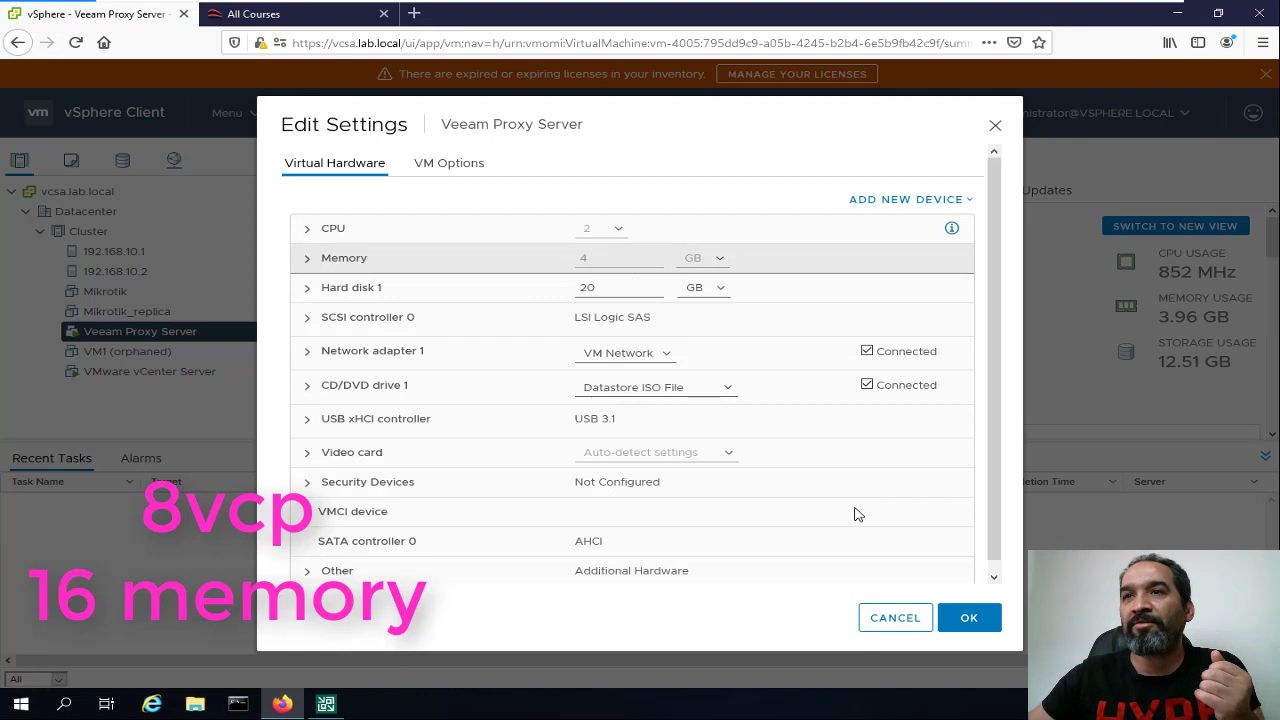 vSphere - Veeam Proxy Server -
All Courses
https://vcsa.lab.local/ui/app/vm;nav=h/urn:vmomi:VirtualMachine:vm-4005:795dd9c9-a05b-4245-b2b4-6e5b9fb42c9f/summ
There are expired or expiring licenses in your inventory.
MANAGE YOUR LICENSES
vm
vSphere Client
Menu
ministrator@VSPHERE.LOCAL
Edit Settings
Veeam Proxy Server
Virtual Hardware
VM Options
ADD NEW DEVICE
CPU
2
Memory
4
GB
Hard disk 1
20
GB
SCSI controller 0
LSI Logic SAS
Network adapter 1
VM Network
Connected
CD/DVD drive 1
Datastore ISO File
Connected
USB xHCI controller
USB 3.1
Video card
Auto-detect settings
Security Devices
Not Configured
VMCI device
SATA controller 0
AHCI
Other
Additional Hardware
CANCEL
OK
vcsa.lab.local
Datacenter
Cluster
192.168.10.1
192.168.10.2
Mikrotik
Mikrotik_replica
Veeam Proxy Server
VM1 (orphaned)
VMware vCenter Server
Updates
SWITCH TO NEW VIEW
CPU USAGE
852 MHz
MEMORY USAGE
3.96 GB
STORAGE USAGE
12.51 GB
Recent Tasks
Alarms
Task Name
Target
Server
8vcp
16 memory
All
HYPE